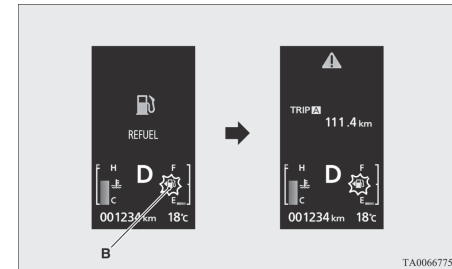 REFUEL
F H F
D
C E
001234 km 18℃
B
TRIP A
111.4 km
F H F
D
C E
001234 km 18℃
TA0066775